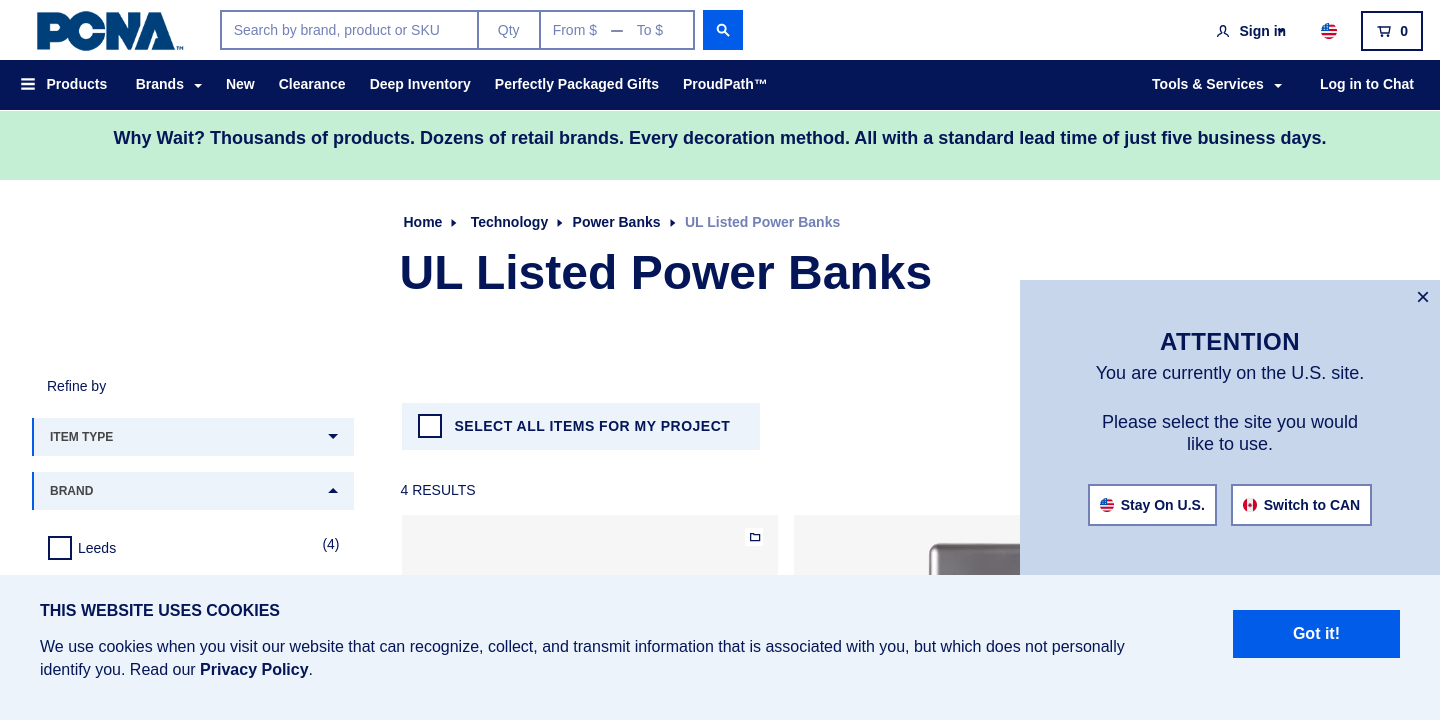 PCNA™
Search by brand, product or SKU
Qty
From $ — To $
Sign in
0
Products
Brands
New
Clearance
Deep Inventory
Perfectly Packaged Gifts
ProudPath™
Tools & Services
Log in to Chat
Why Wait? Thousands of products. Dozens of retail brands. Every decoration method. All with a standard lead time of just five business days.
Home
Technology
Power Banks
UL Listed Power Banks
UL Listed Power Banks
ATTENTION
You are currently on the U.S. site.
Please select the site you would
like to use.
Stay On U.S.
Switch to CAN
Refine by
ITEM TYPE
BRAND
Leeds
(4)
SELECT ALL ITEMS FOR MY PROJECT
4 RESULTS
THIS WEBSITE USES COOKIES
We use cookies when you visit our website that can recognize, collect, and transmit information that is associated with you, but which does not personally
identify you. Read our Privacy Policy.
Got it!